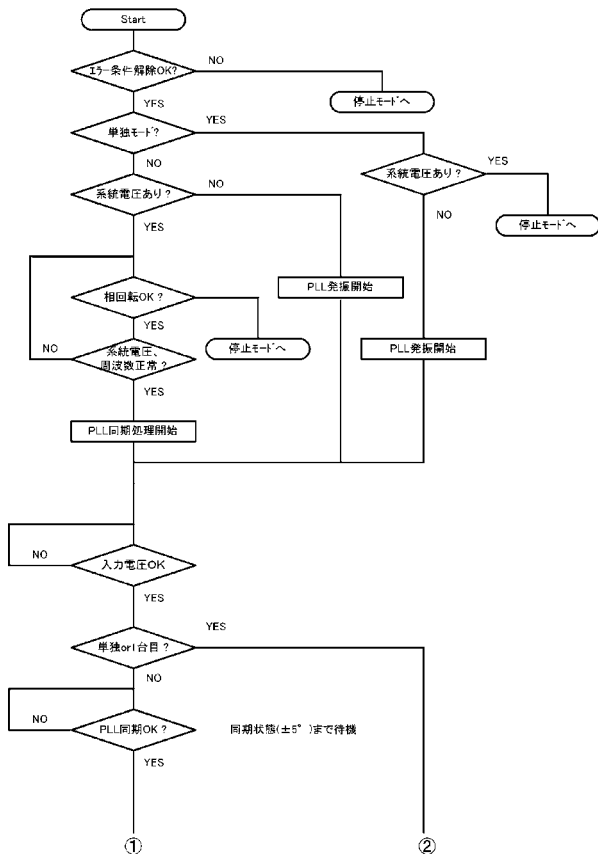 Start
エラー条件解除OK?
NO
停止モードへ
YES
単独モード?
YES
NO
系統電圧あり?
NO
系統電圧あり?
YES
停止モードへ
YES
NO
PLL発振開始
相回転OK?
YES
停止モードへ
PLL発振開始
NO
系統電圧、
周波数正常?
YES
PLL同期処理開始
NO
入力電圧OK
YES
単独or1台目?
YES
NO
NO
PLL同期OK?
同期状態(±5°)まで待機
YES
①
②